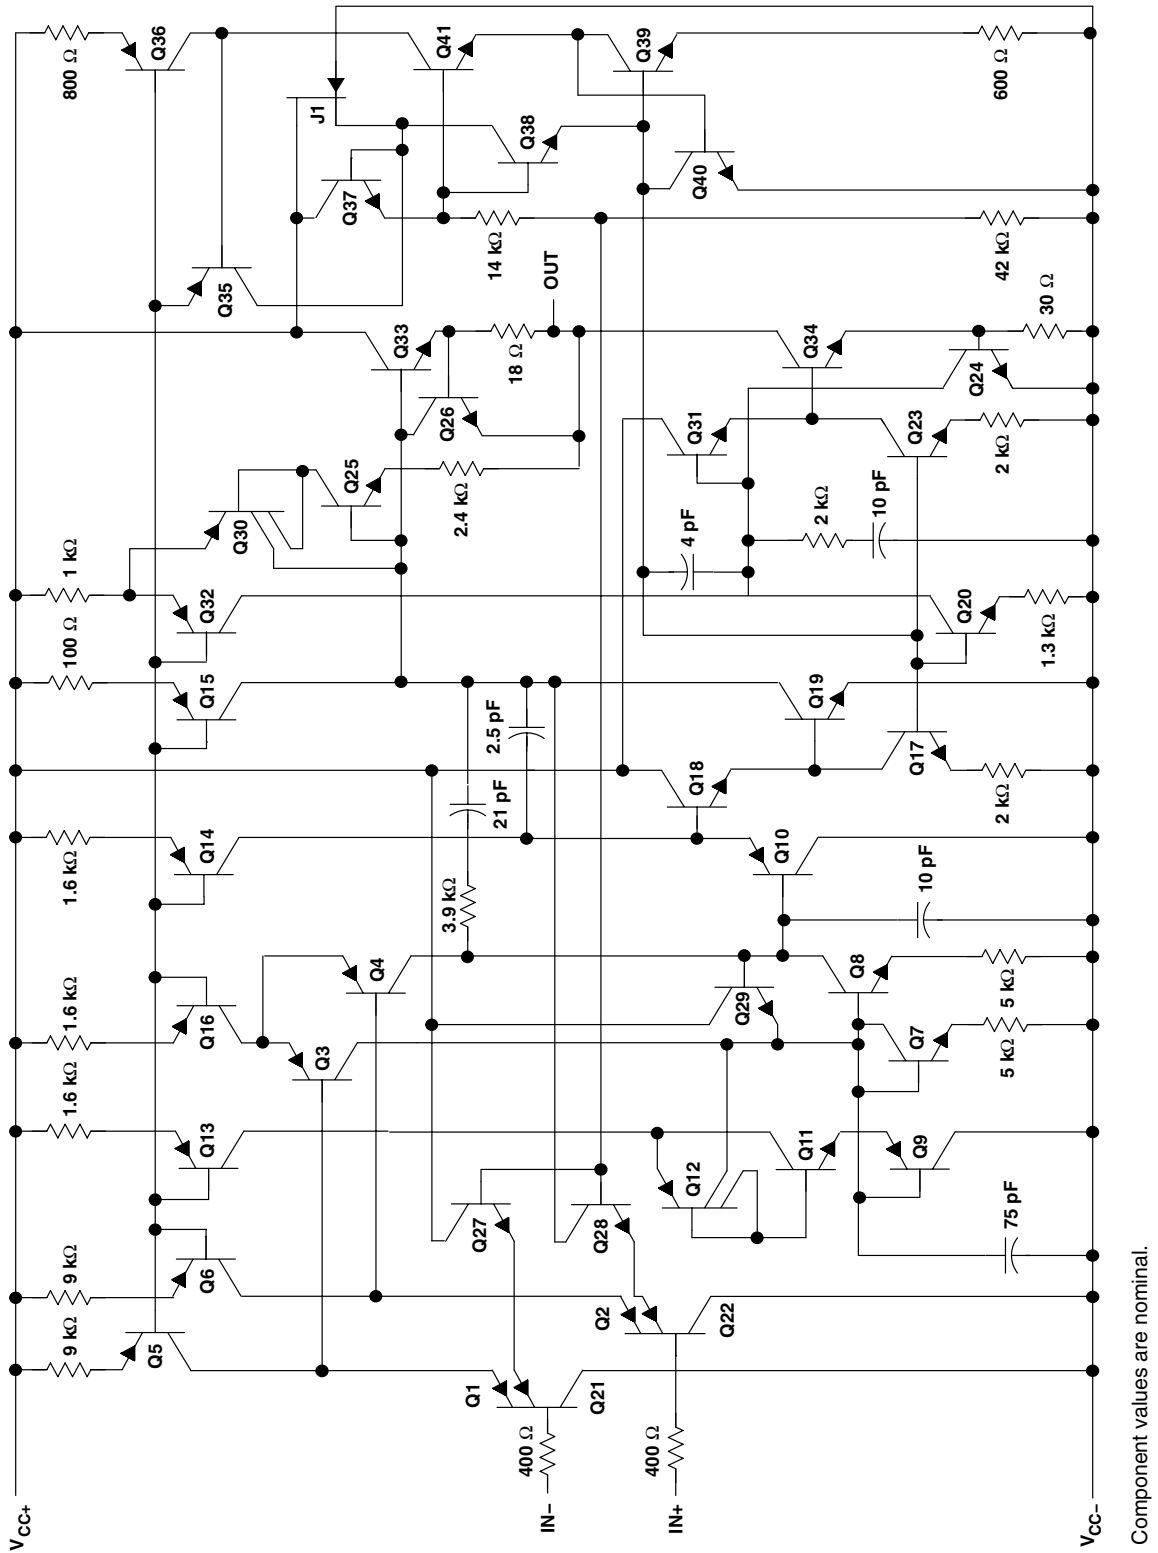 VCC+
9 kΩ
9 kΩ
1.6 kΩ
1.6 kΩ
1.6 kΩ
100 Ω
1 kΩ
800 Ω
Q5
Q6
Q13
Q16
Q14
Q15
Q32
Q30
Q35
Q36
Q3
Q4
Q25
Q26
Q33
Q37
J1
Q41
3.9 kΩ
21 pF
2.5 pF
2.4 kΩ
18 Ω
14 kΩ
Q38
OUT
IN−
400 Ω
Q1
Q21
Q27
Q28
IN+
400 Ω
Q2
Q22
Q12
Q11
Q9
Q29
Q10
Q18
Q19
Q17
4 pF
Q31
Q34
Q39
Q40
2 kΩ
10 pF
Q7
Q8
10 pF
Q20
Q23
Q24
75 pF
5 kΩ
5 kΩ
2 kΩ
1.3 kΩ
2 kΩ
30 Ω
42 kΩ
600 Ω
VCC−
Component values are nominal.